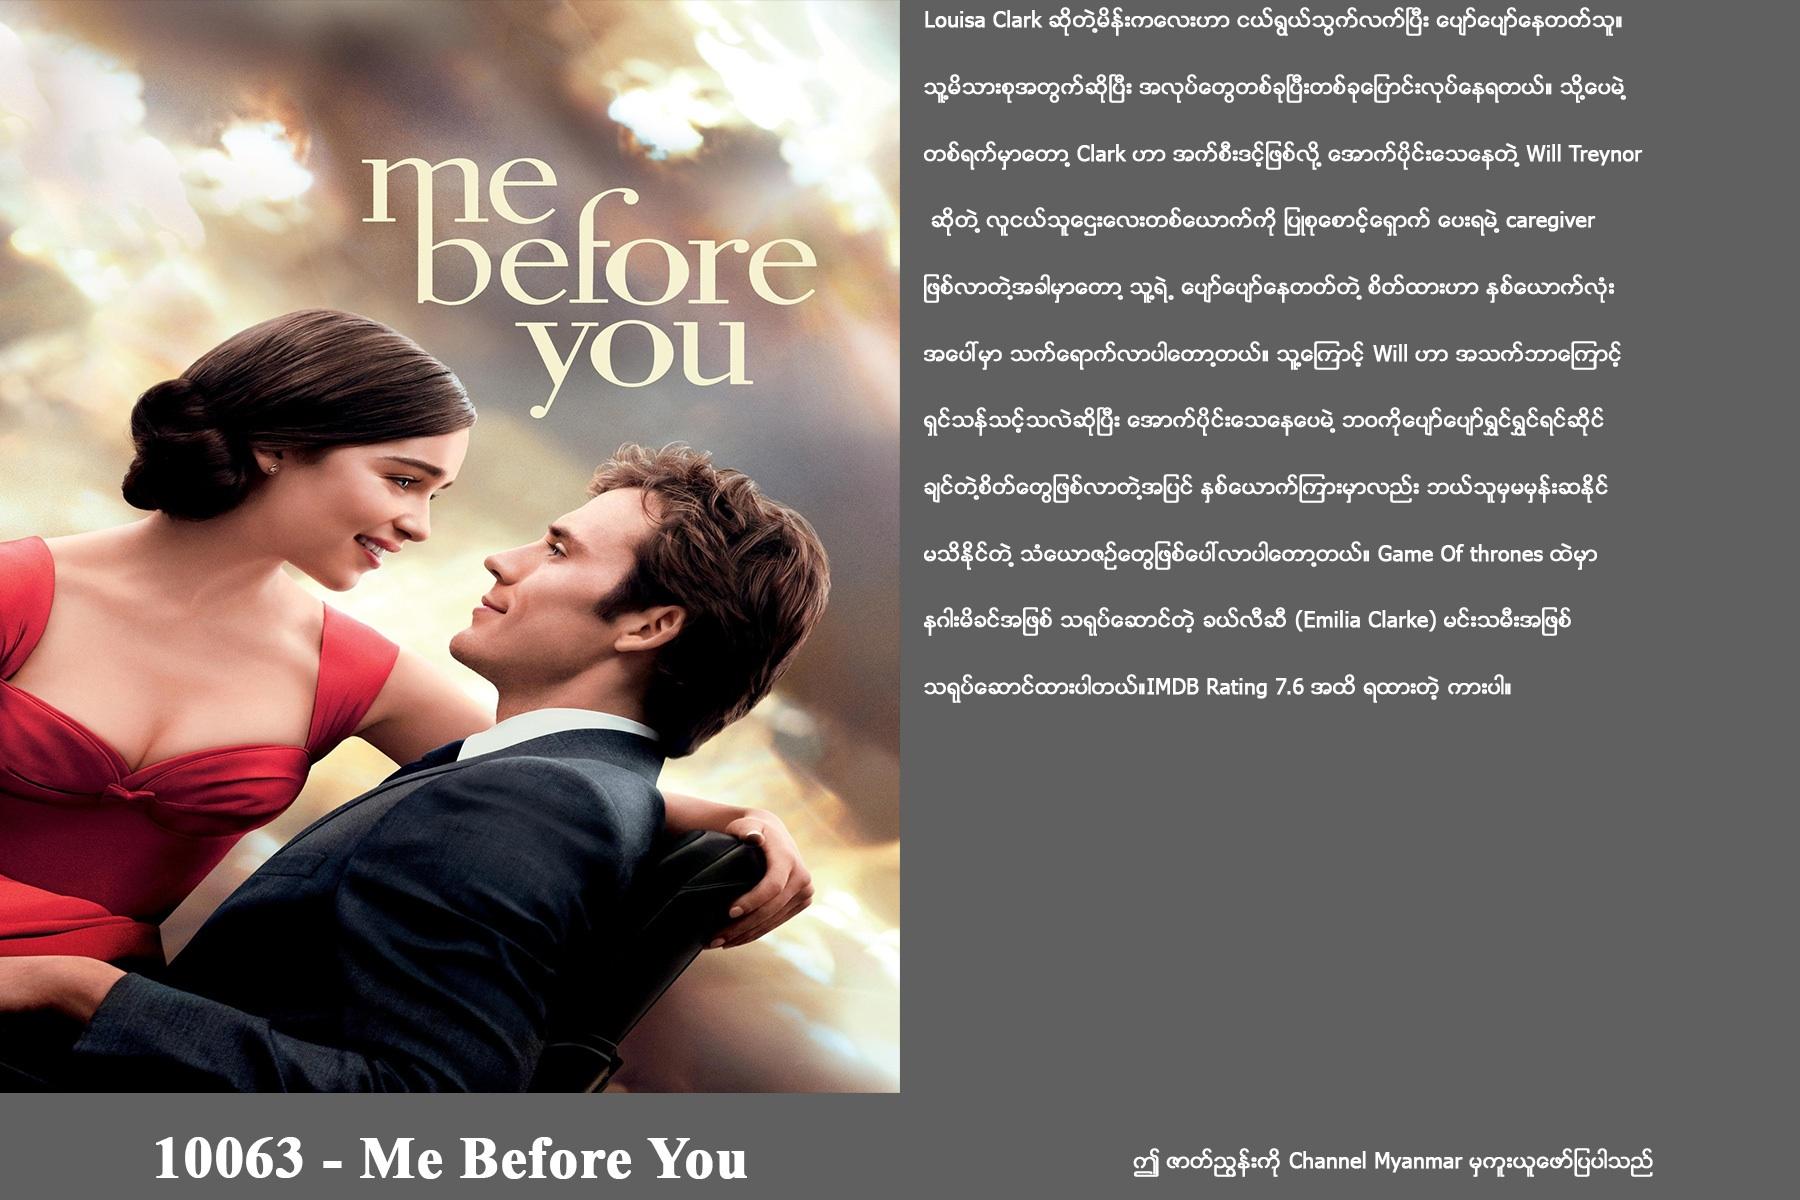 me
before
you
Louisa Clark ဆိုတဲ့မိန်းကလေးဟာ ငယ်ရွယ်သွက်လက်ပြီး ပျော်ပျော်နေတတ်သူ။
သူ့မိသားစုအတွက်ဆိုပြီး အလုပ်တွေတစ်ခုပြီးတစ်ခုပြောင်းလုပ်နေရတယ်။ သို့ပေမဲ့
တစ်ရက်မှာတော့ Clark ဟာ အက်စီးဒင့်ဖြစ်လို့ အောက်ပိုင်းသေနေတဲ့ Will Treynor
ဆိုတဲ့ လူငယ်သူဌေးလေးတစ်ယောက်ကို ပြုစုစောင့်ရှောက် ပေးရမဲ့ caregiver
ဖြစ်လာတဲ့အခါမှာတော့ သူ့ရဲ့ ပျော်ပျော်နေတတ်တဲ့ စိတ်ထားဟာ နှစ်ယောက်လုံး
အပေါ်မှာ သက်ရောက်လာပါတော့တယ်။ သူ့ကြောင့် Will ဟာ အသက်ဘာကြောင့်
ရှင်သန်သင့်သလဲဆိုပြီး အောက်ပိုင်းသေနေပေမဲ့ ဘဝကိုပျော်ပျော်ရွှင်ရွှင်ရင်ဆိုင်
ချင်တဲ့စိတ်တွေဖြစ်လာတဲ့အပြင် နှစ်ယောက်ကြားမှာလည်း ဘယ်သူမှမမှန်းဆနိုင်
မသိနိုင်တဲ့ သံယောဇဉ်တွေဖြစ်ပေါ်လာပါတော့တယ်။ Game Of thrones ထဲမှာ
နဂါးမိခင်အဖြစ် သရုပ်ဆောင်တဲ့ ခယ်လီဆီ (Emilia Clarke) မင်းသမီးအဖြစ်
သရုပ်ဆောင်ထားပါတယ်။IMDB Rating 7.6 အထိ ရထားတဲ့ ကားပါ။
10063 - Me Before You
ဤ ဇာတ်ညွှန်းကို Channel Myanmar မှကူးယူဖော်ပြပါသည်